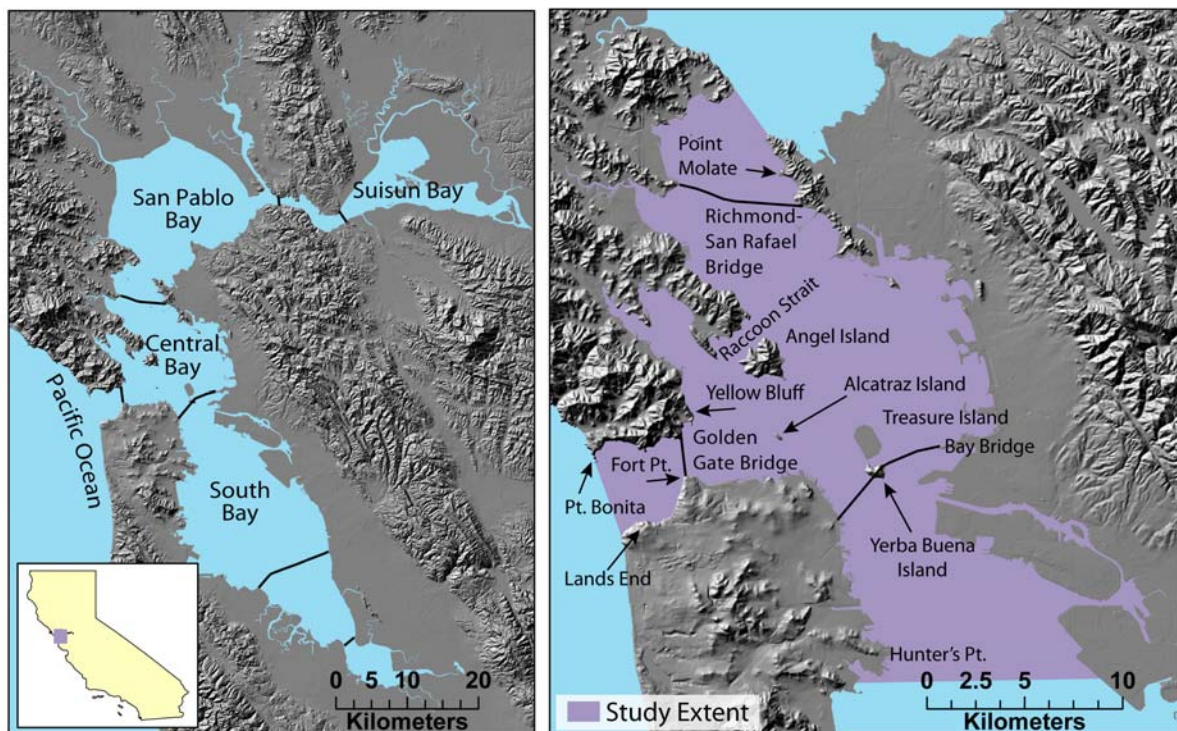 San Pablo
Bay
Suisun Bay
Central
Bay
Pacific Ocean
South
Bay
0 5 10 20
Kilometers
Point
Molate
Richmond-
San Rafael
Bridge
Raccoon Strait
Angel Island
Yellow Bluff
Alcatraz Island
Treasure Island
Golden
Gate Bridge
Bay Bridge
Fort Pt.
Pt. Bonita
Yerba Buena
Island
Lands End
Hunter's Pt.
0 2.5 5 10
Kilometers
Study Extent